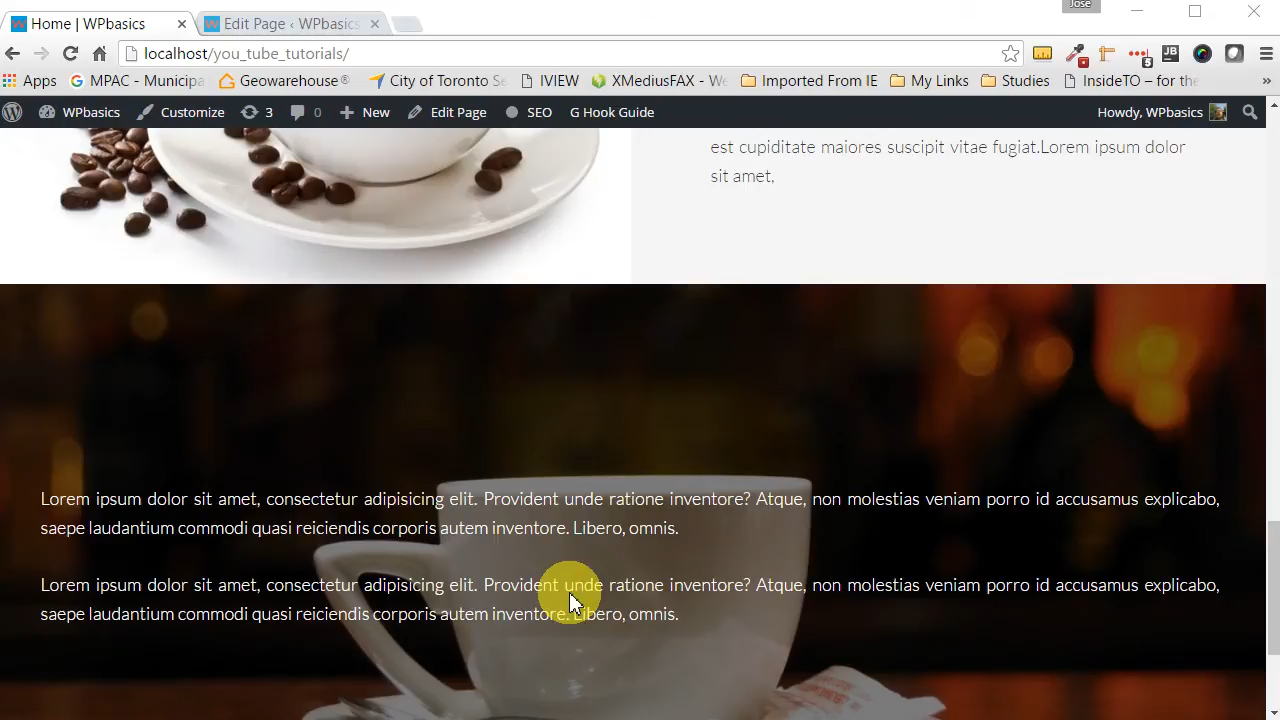 Jose
Home | WPbasics
Edit Page ‹ WPbasics
localhost/you_tube_tutorials/
Apps MPAC - Municipa Geowarehouse® City of Toronto Se IVIEW XMediusFAX - We Imported From IE My Links Studies InsideTO – for the »
WPbasics Customize 3 0 New Edit Page SEO G Hook Guide Howdy, WPbasics
est cupiditate maiores suscipit vitae fugiat.Lorem ipsum dolor
sit amet,
Lorem ipsum dolor sit amet, consectetur adipisicing elit. Provident unde ratione inventore? Atque, non molestias veniam porro id accusamus explicabo,
saepe laudantium commodi quasi reiciendis corporis autem inventore. Libero, omnis.
Lorem ipsum dolor sit amet, consectetur adipisicing elit. Provident unde ratione inventore? Atque, non molestias veniam porro id accusamus explicabo,
saepe laudantium commodi quasi reiciendis corporis autem inventore. Libero, omnis.